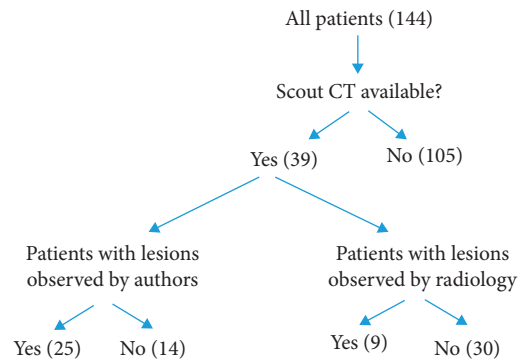 All patients (144)
Scout CT available?
Yes (39)
No (105)
Patients with lesions
observed by authors
Patients with lesions
observed by radiology
Yes (25)
No (14)
Yes (9)
No (30)